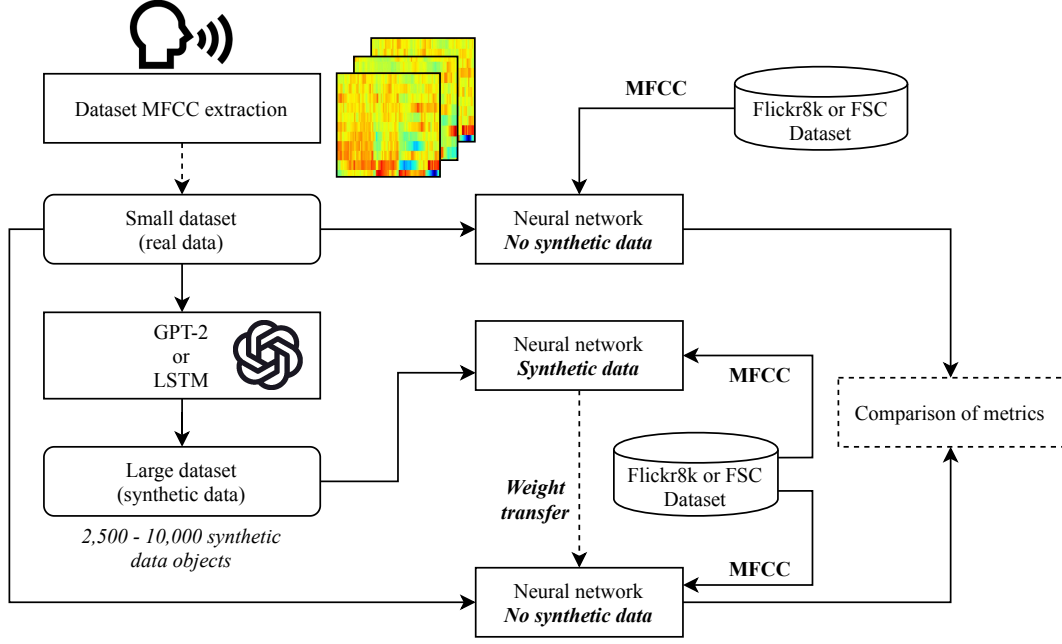 Dataset MFCC extraction
MFCC
Flickr8k or FSC
Dataset
Small dataset
(real data)
Neural network
No synthetic data
GPT-2
or
LSTM
Neural network
Synthetic data
MFCC
Comparison of metrics
Large dataset
(synthetic data)
Flickr8k or FSC
Dataset
Weight
transfer
2,500 - 10,000 synthetic
data objects
MFCC
Neural network
No synthetic data